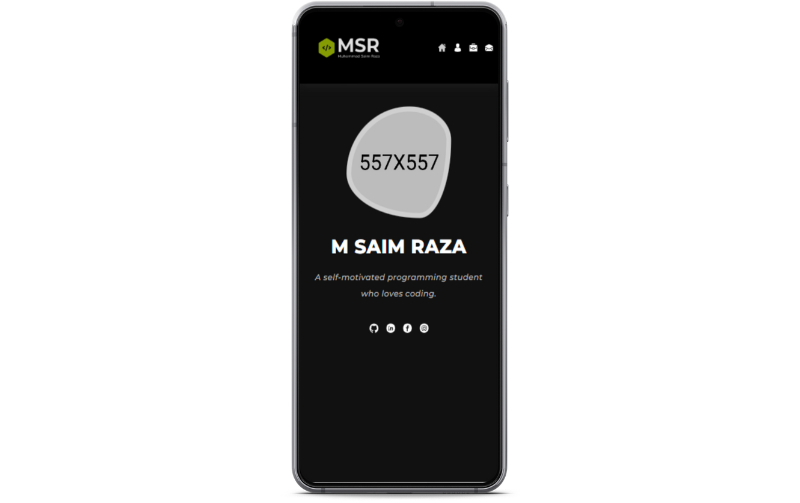 MSR
Muhammad Saim Raza
557X557
M SAIM RAZA
A self-motivated programming student
who loves coding.